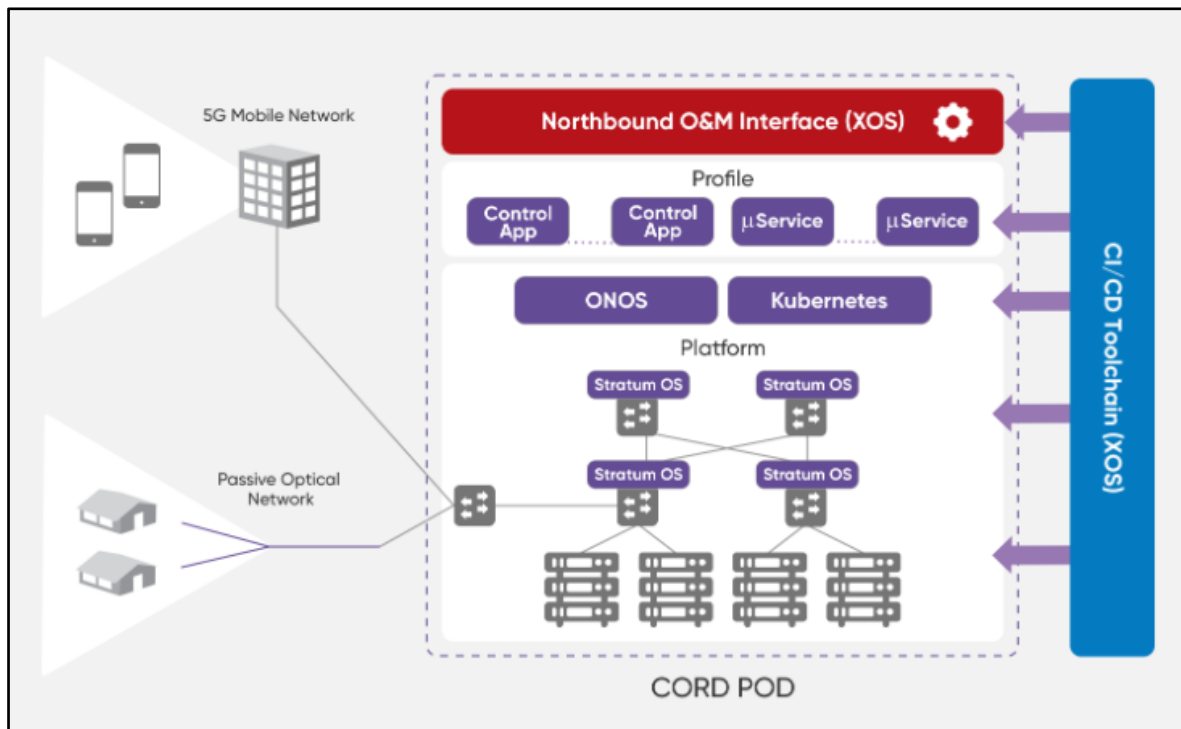 5G Mobile Network
Northbound O&M Interface (XOS)
Profile
Control
App
Control
App
μService
μService
ONOS
Kubernetes
Platform
Stratum OS
Stratum OS
Stratum OS
Stratum OS
Passive Optical
Network
CORD POD
CI/CD Toolchain (XOS)